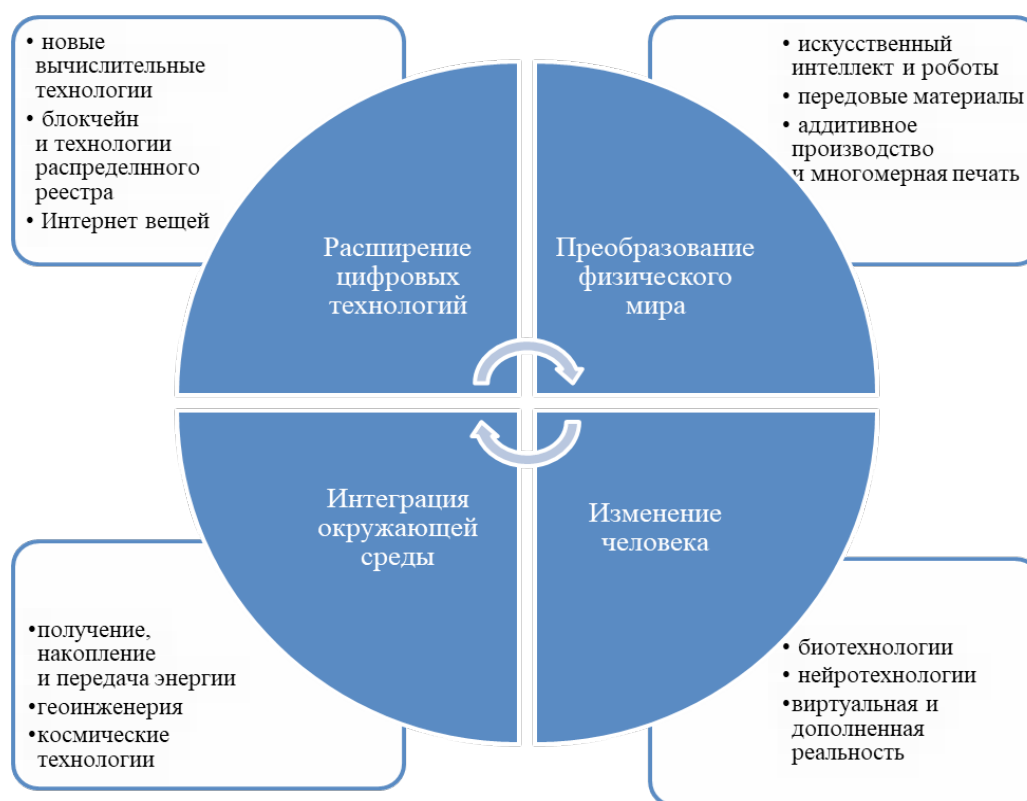 • новые
вычислительные
технологии
• блокчейн
и технологии
распределнного
реестра
• Интернет вещей
• искусственный
интеллект и роботы
• передовые материалы
• аддитивное
производство
и многомерная печать
Расширение
цифровых
технологий
Преобразование
физического
мира
Интеграция
окружающей
среды
Изменение
человека
•получение,
накопление
и передача энергии
•геоинженерия
•космические
технологии
• биотехнологии
• нейротехнологии
•виртуальная и
дополненная
реальность